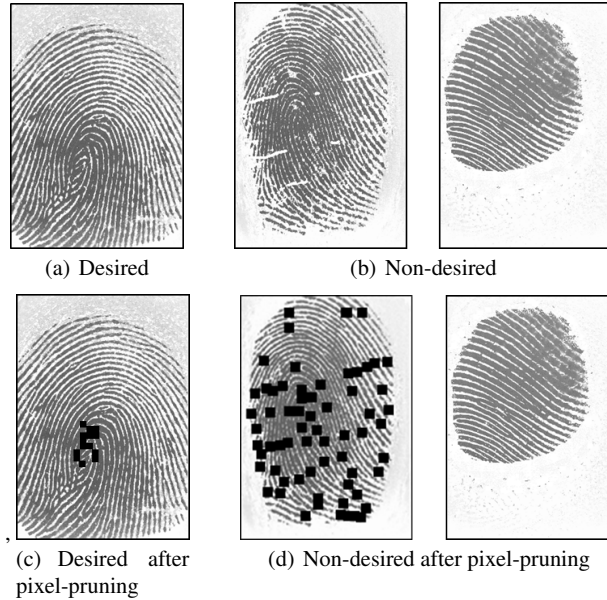 (a) Desired
(b) Non-desired
,
(c) Desired after
pixel-pruning
(d) Non-desired after pixel-pruning